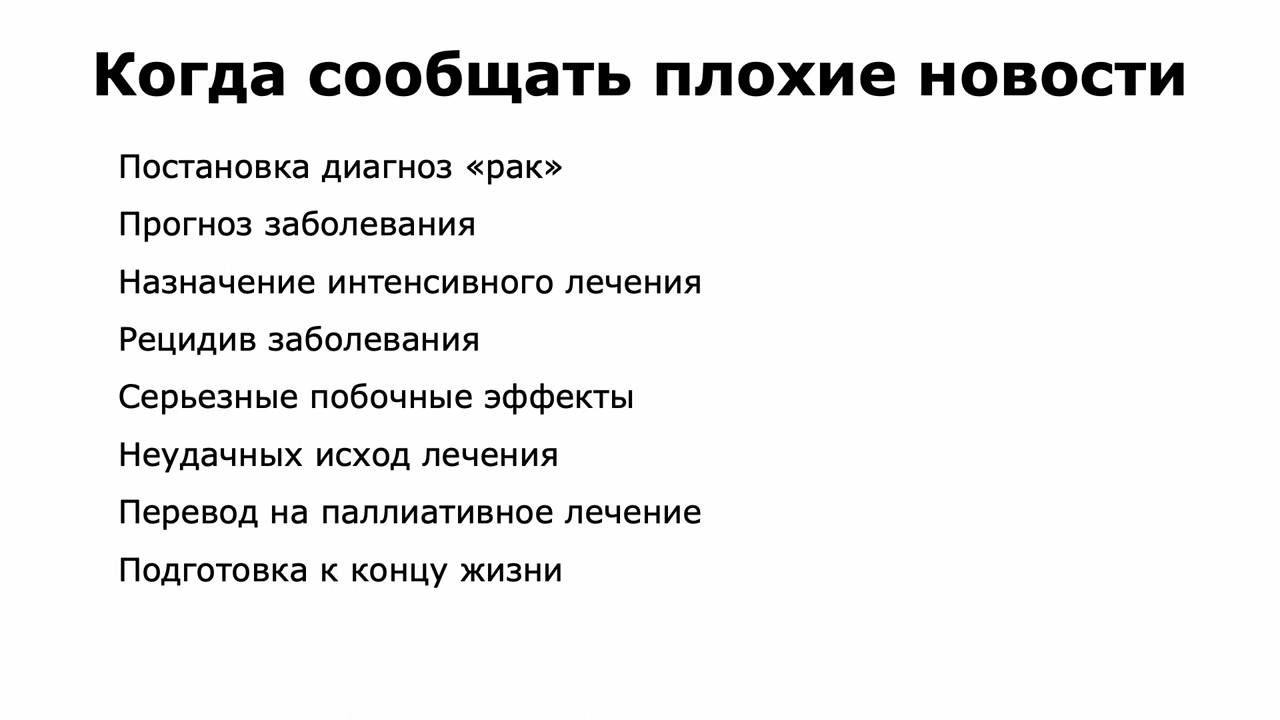 Когда сообщать плохие новости
Постановка диагноз «рак»
Прогноз заболевания
Назначение интенсивного лечения
Рецидив заболевания
Серьезные побочные эффекты
Неудачных исход лечения
Перевод на паллиативное лечение
Подготовка к концу жизни